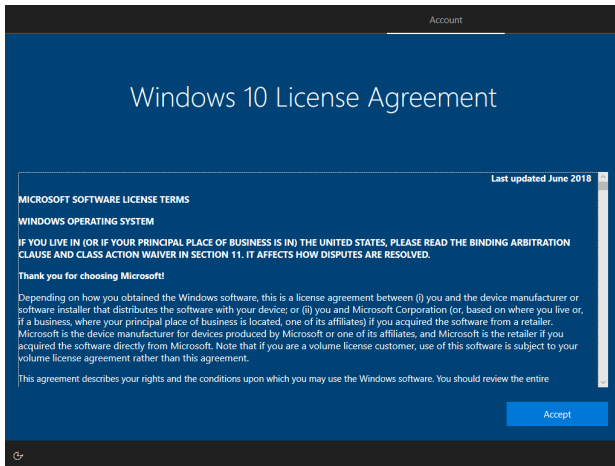 Account
Windows 10 License Agreement
Last updated June 2018
MICROSOFT SOFTWARE LICENSE TERMS
WINDOWS OPERATING SYSTEM
IF YOU LIVE IN (OR IF YOUR PRINCIPAL PLACE OF BUSINESS IS IN) THE UNITED STATES, PLEASE READ THE BINDING ARBITRATION
CLAUSE AND CLASS ACTION WAIVER IN SECTION 11. IT AFFECTS HOW DISPUTES ARE RESOLVED.
Thank you for choosing Microsoft!
Depending on how you obtained the Windows software, this is a license agreement between (i) you and the device manufacturer or
software installer that distributes the software with your device; or (ii) you and Microsoft Corporation (or, based on where you live or,
if a business, where your principal place of business is located, one of its affiliates) if you acquired the software from a retailer.
Microsoft is the device manufacturer for devices produced by Microsoft or one of its affiliates, and Microsoft is the retailer if you
acquired the software directly from Microsoft. Note that if you are a volume license customer, use of this software is subject to your
volume license agreement rather than this agreement.
This agreement describes your rights and the conditions upon which you may use the Windows software. You should review the entire
Accept